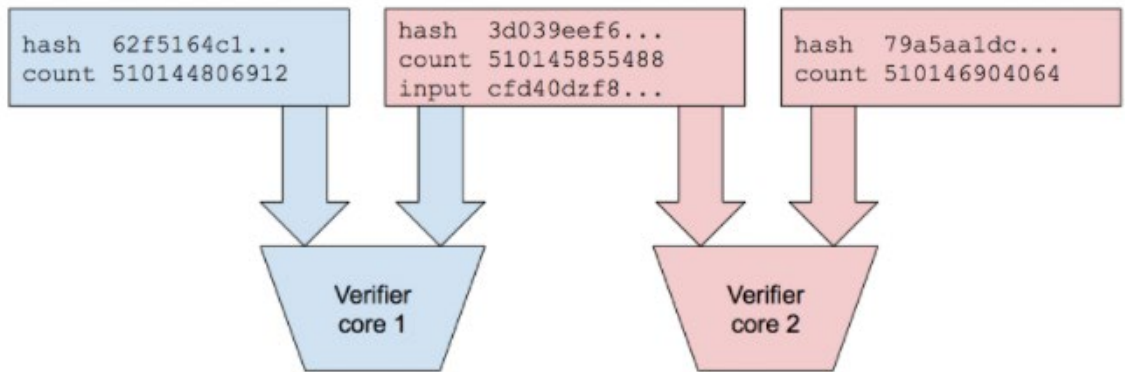 hash 62f5164c1...
count 510144806912
hash 3d039eef6...
count 510145855488
input cfd40dzf8...
hash 79a5aa1dc...
count 510146904064
Verifier
core 1
Verifier
core 2